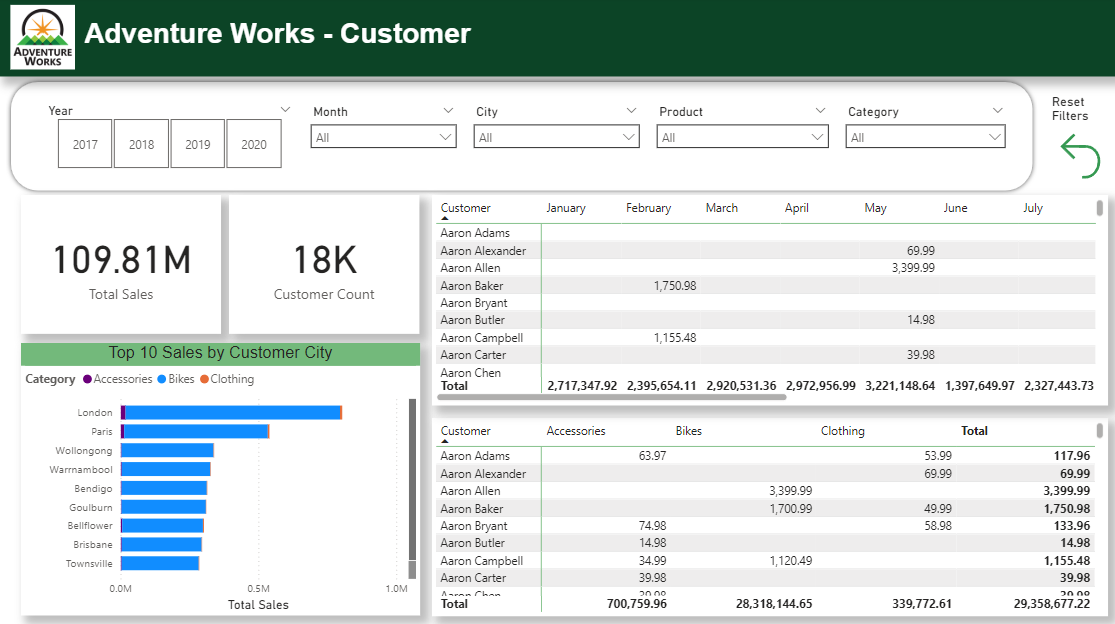 ADVENTURE
WORKS
Adventure Works - Customer
Year
2017 2018 2019 2020
Month
All
City
All
Product
All
Category
All
Reset
Filters
109.81M
Total Sales
18K
Customer Count
Top 10 Sales by Customer City
Category Accessories Bikes Clothing
London
Paris
Wollongong
Warrnambool
Bendigo
Goulburn
Bellflower
Brisbane
Townsville
0.0M 0.5M 1.0M
Total Sales
Customer January February March April May June July
Aaron Adams
Aaron Alexander 69.99
Aaron Allen 3,399.99
Aaron Baker 1,750.98
Aaron Bryant
Aaron Butler 14.98
Aaron Campbell 1,155.48
Aaron Carter 39.98
Aaron Chen
Total 2,717,347.92 2,395,654.11 2,920,531.36 2,972,956.99 3,221,148.64 1,397,649.97 2,327,443.73
Customer Accessories Bikes Clothing Total
Aaron Adams 63.97 53.99 117.96
Aaron Alexander 69.99 69.99
Aaron Allen 3,399.99 3,399.99
Aaron Baker 1,700.99 49.99 1,750.98
Aaron Bryant 74.98 58.98 133.96
Aaron Butler 14.98 14.98
Aaron Campbell 34.99 1,120.49 1,155.48
Aaron Carter 39.98 39.98
Aaron Chen 39.98 39.98
Total 700,759.96 28,318,144.65 339,772.61 29,358,677.22